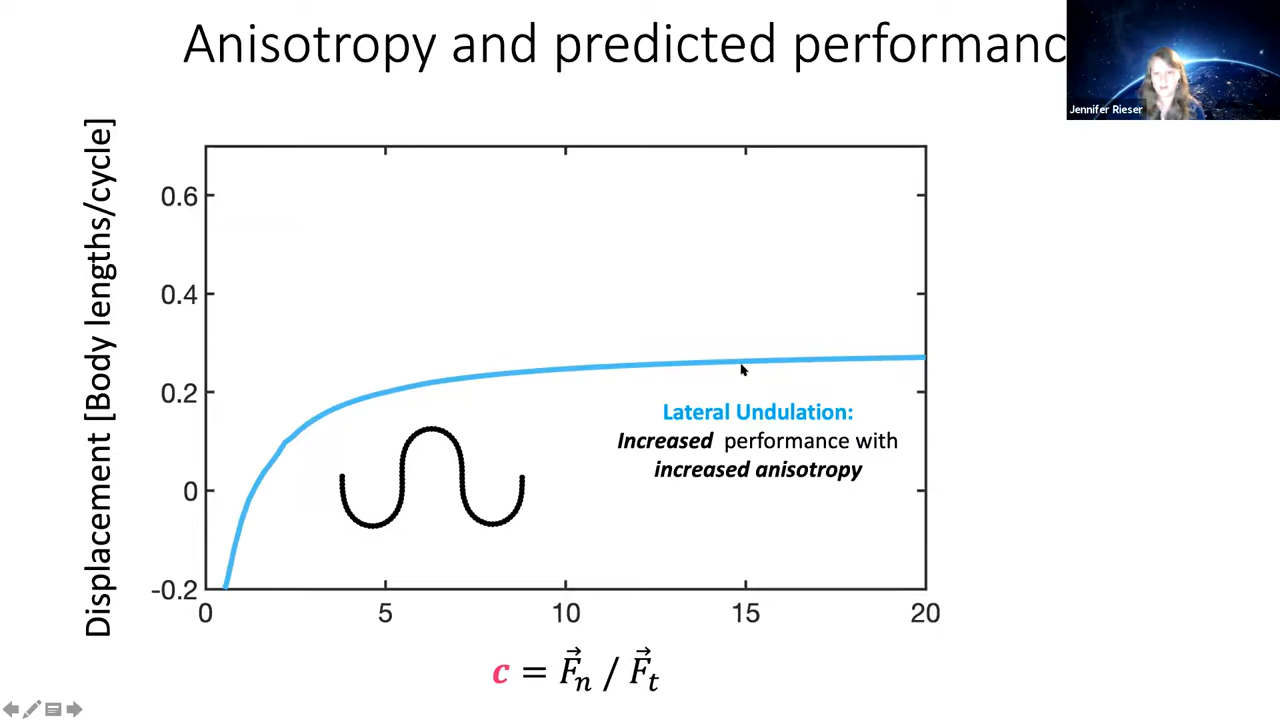 Anisotropy and predicted performanc
Jennifer Rieser
Displacement [Body lengths/cycle]
0.6
0.4
0.2
0
-0.2
0 5 10 15 20
Lateral Undulation:
Increased performance with
increased anisotropy
c = F⃗n / F⃗t